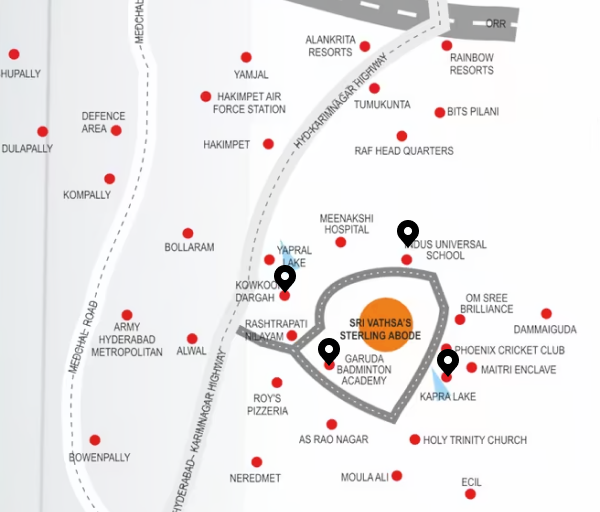 MEDCHAL
ORR
ALANKRITA
RESORTS
RAINBOW
RESORTS
HUPALLY
YAMJAL
HAKIMPET AIR
FORCE STATION
TUMUKUNTA
BITS PILANI
HYD-KARIMNAGAR HIGHWAY
DEFENCE
AREA
DULAPALLY
HAKIMPET
RAF HEAD QUARTERS
KOMPALLY
MEENAKSHI
HOSPITAL
BOLLARAM
YAPRAL
LAKE
NDUS UNIVERSAL
SCHOOL
KOWKOO
DARGAH
OM SREE
BRILLIANCE
DAMMAIGUDA
MEDCHAL ROAD
ARMY
HYDERABAD
METROPOLITAN
ALWAL
RASHTRAPATI
NILAYAM
SRI VATHSA'S
STERLING ABODE
PHOENIX CRICKET CLUB
GARUDA
BADMINTON
ACADEMY
MAITRI ENCLAVE
KAPRA LAKE
ROY'S
PIZZERIA
HYDERABAD- KARIMNAGAR HIGHWAY
AS RAO NAGAR
HOLY TRINITY CHURCH
BOWENPALLY
NEREDMET
MOULA ALI
ECIL